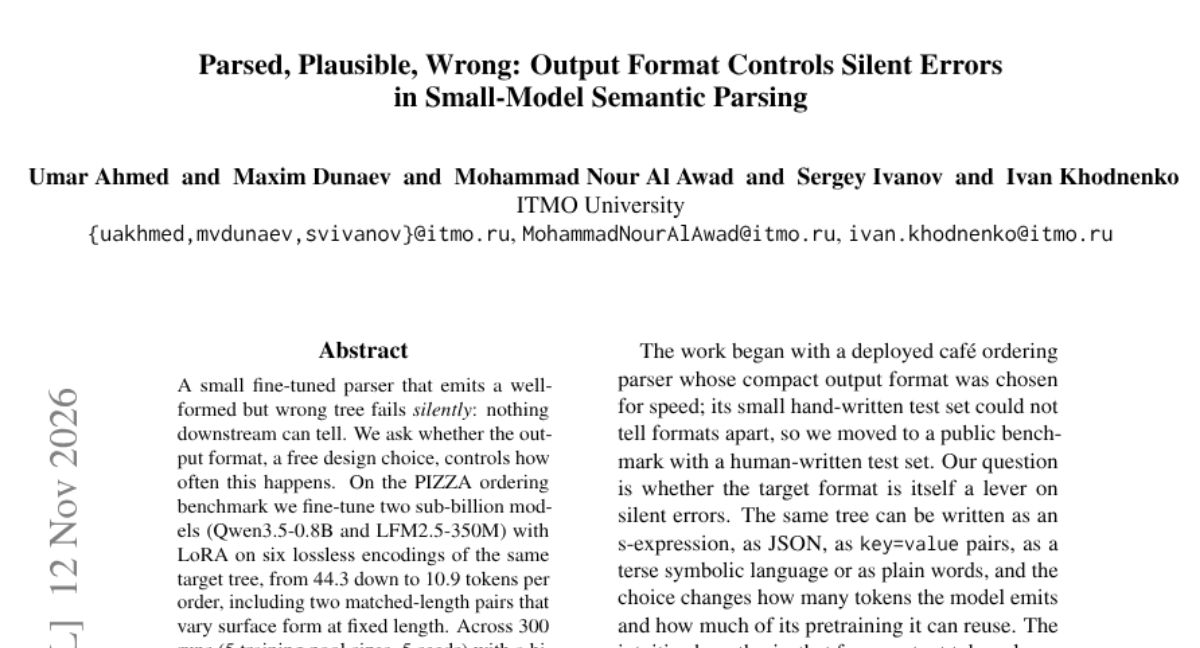 Parsed, Plausible, Wrong: Output Format Controls Silent Errors
in Small-Model Semantic Parsing
Umar Ahmed and Maxim Dunaev and Mohammad Nour Al Awad and Sergey Ivanov and Ivan Khodnenko
ITMO University
{uakhmed,mvdunaev,svivanov}@itmo.ru, MohammadNourAlAwad@itmo.ru, ivan.khodnenko@itmo.ru
Abstract
A small fine-tuned parser that emits a well-
formed but wrong tree fails silently: nothing
downstream can tell. We ask whether the out-
put format, a free design choice, controls how
often this happens. On the PIZZA ordering
benchmark we fine-tune two sub-billion mod-
els (Qwen3.5-0.8B and LFM2.5-350M) with
LoRA on six lossless encodings of the same
target tree, from 44.3 down to 10.9 tokens per
order, including two matched-length pairs that
vary surface form at fixed length. Across 300
The work began with a deployed café ordering
parser whose compact output format was chosen
for speed; its small hand-written test set could not
tell formats apart, so we moved to a public bench-
mark with a human-written test set. Our question
is whether the target format is itself a lever on
silent errors. The same tree can be written as an
s-expression, as JSON, as key=value pairs, as a
terse symbolic language or as plain words, and the
choice changes how many tokens the model emits
and how much of its pretraining it can reuse. The
] 12 Nov 2026